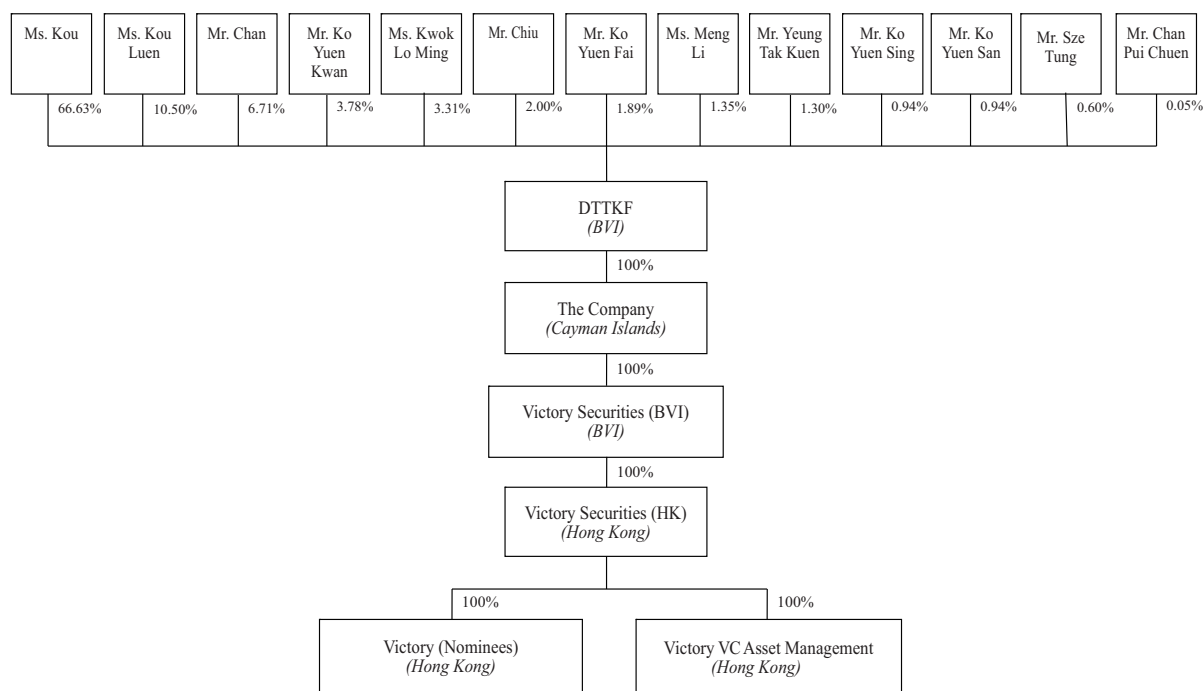 Ms. Kou
Ms. Kou
Luen
Mr. Chan
Mr. Ko
Yuen
Kwan
Ms. Kwok
Lo Ming
Mr. Chiu
Mr. Ko
Yuen Fai
Ms. Meng
Li
Mr. Yeung
Tak Kuen
Mr. Ko
Yuen Sing
Mr. Ko
Yuen San
Mr. Sze
Tung
Mr. Chan
Pui Chuen
66.63%
10.50%
6.71%
3.78%
3.31%
2.00%
1.89%
1.35%
1.30%
0.94%
0.94%
0.60%
0.05%
DTTKF
(BVI)
100%
The Company
(Cayman Islands)
100%
Victory Securities (BVI)
(BVI)
100%
Victory Securities (HK)
(Hong Kong)
100%
100%
Victory (Nominees)
(Hong Kong)
Victory VC Asset Management
(Hong Kong)